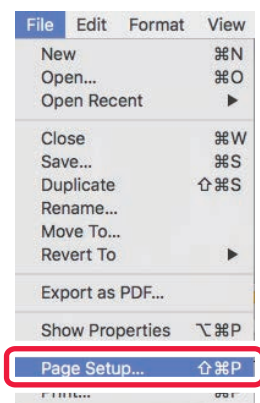 File Edit Format View
New ⌘N
Open... ⌘O
Open Recent ▶
Close ⌘W
Save... ⌘S
Duplicate ⇧⌘S
Rename...
Move To...
Revert To ▶
Export as PDF...
Show Properties ⌥⌘P
Page Setup... ⇧⌘P
Print... ⌘P